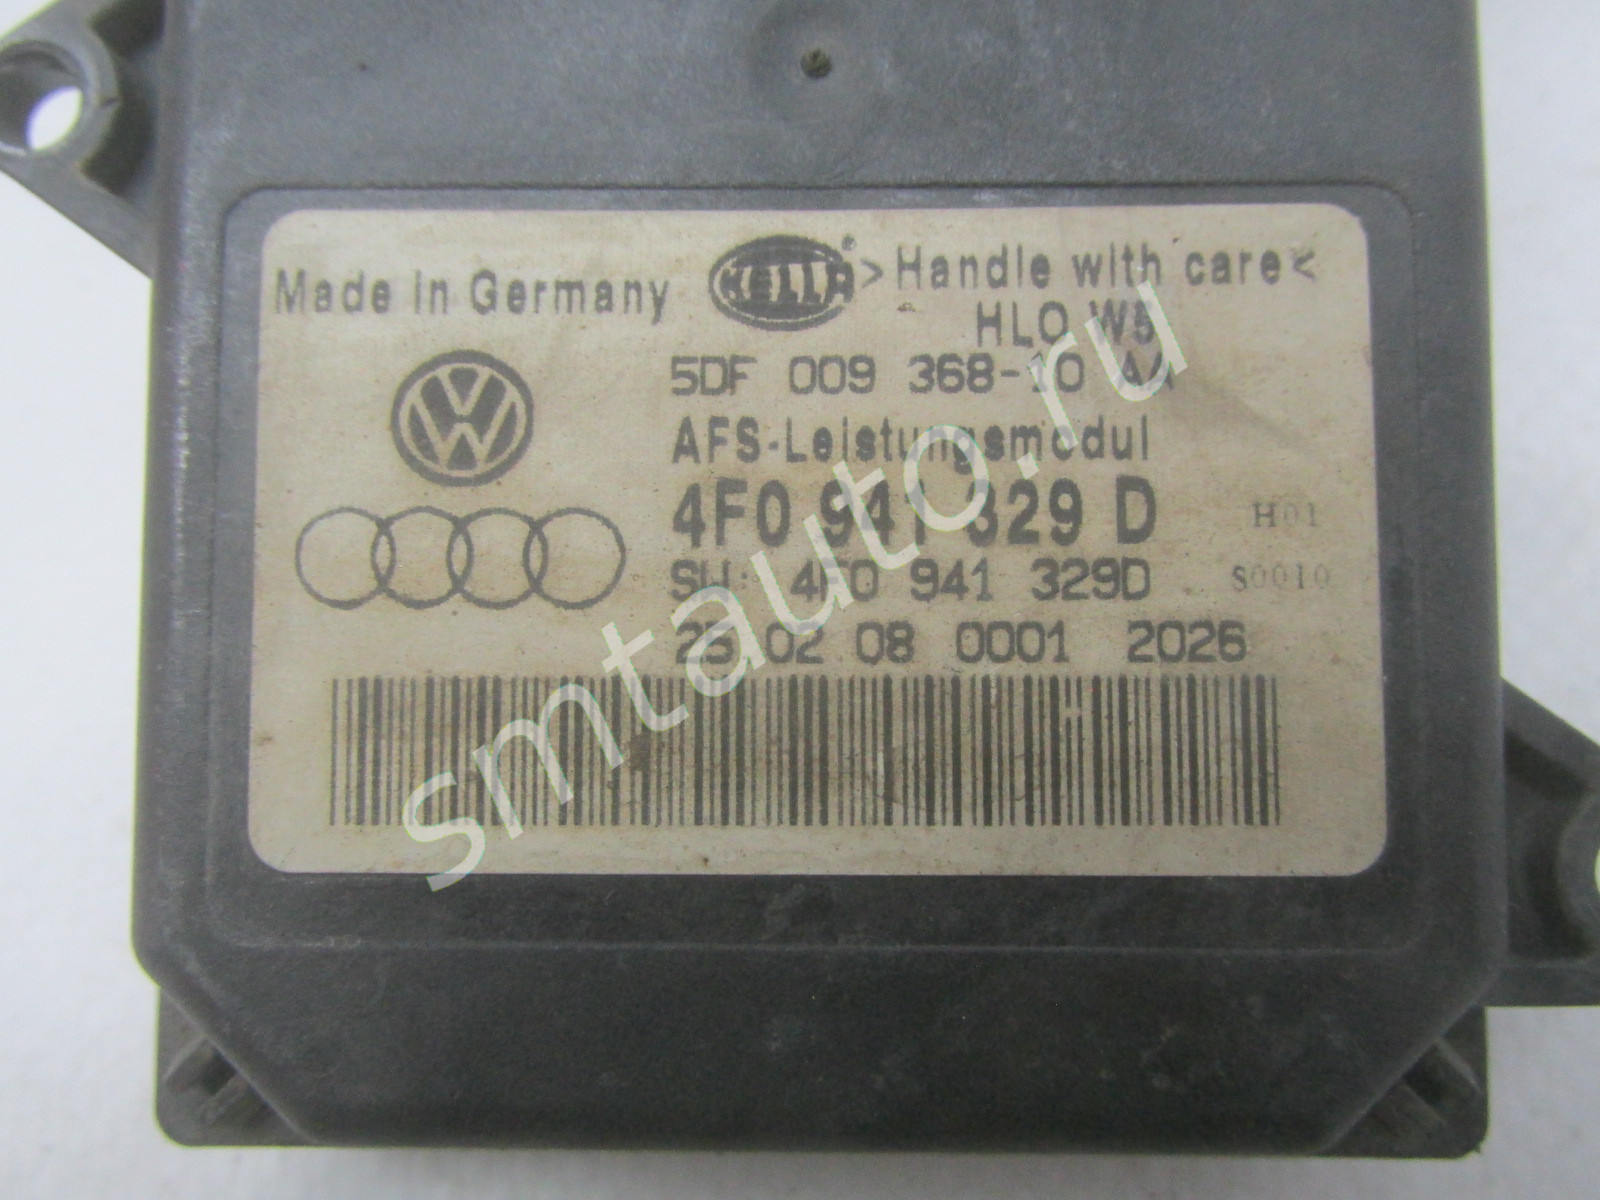 Made in Germany HELLA ® >Handle with care<
HLO W5
5DF 009 368-10 AA
AFS-Leistungsmodul
4F0 941 329 D H01
SW: 4F0 941 329D S0010
25 02 08 0001 2026
smtauto.ru